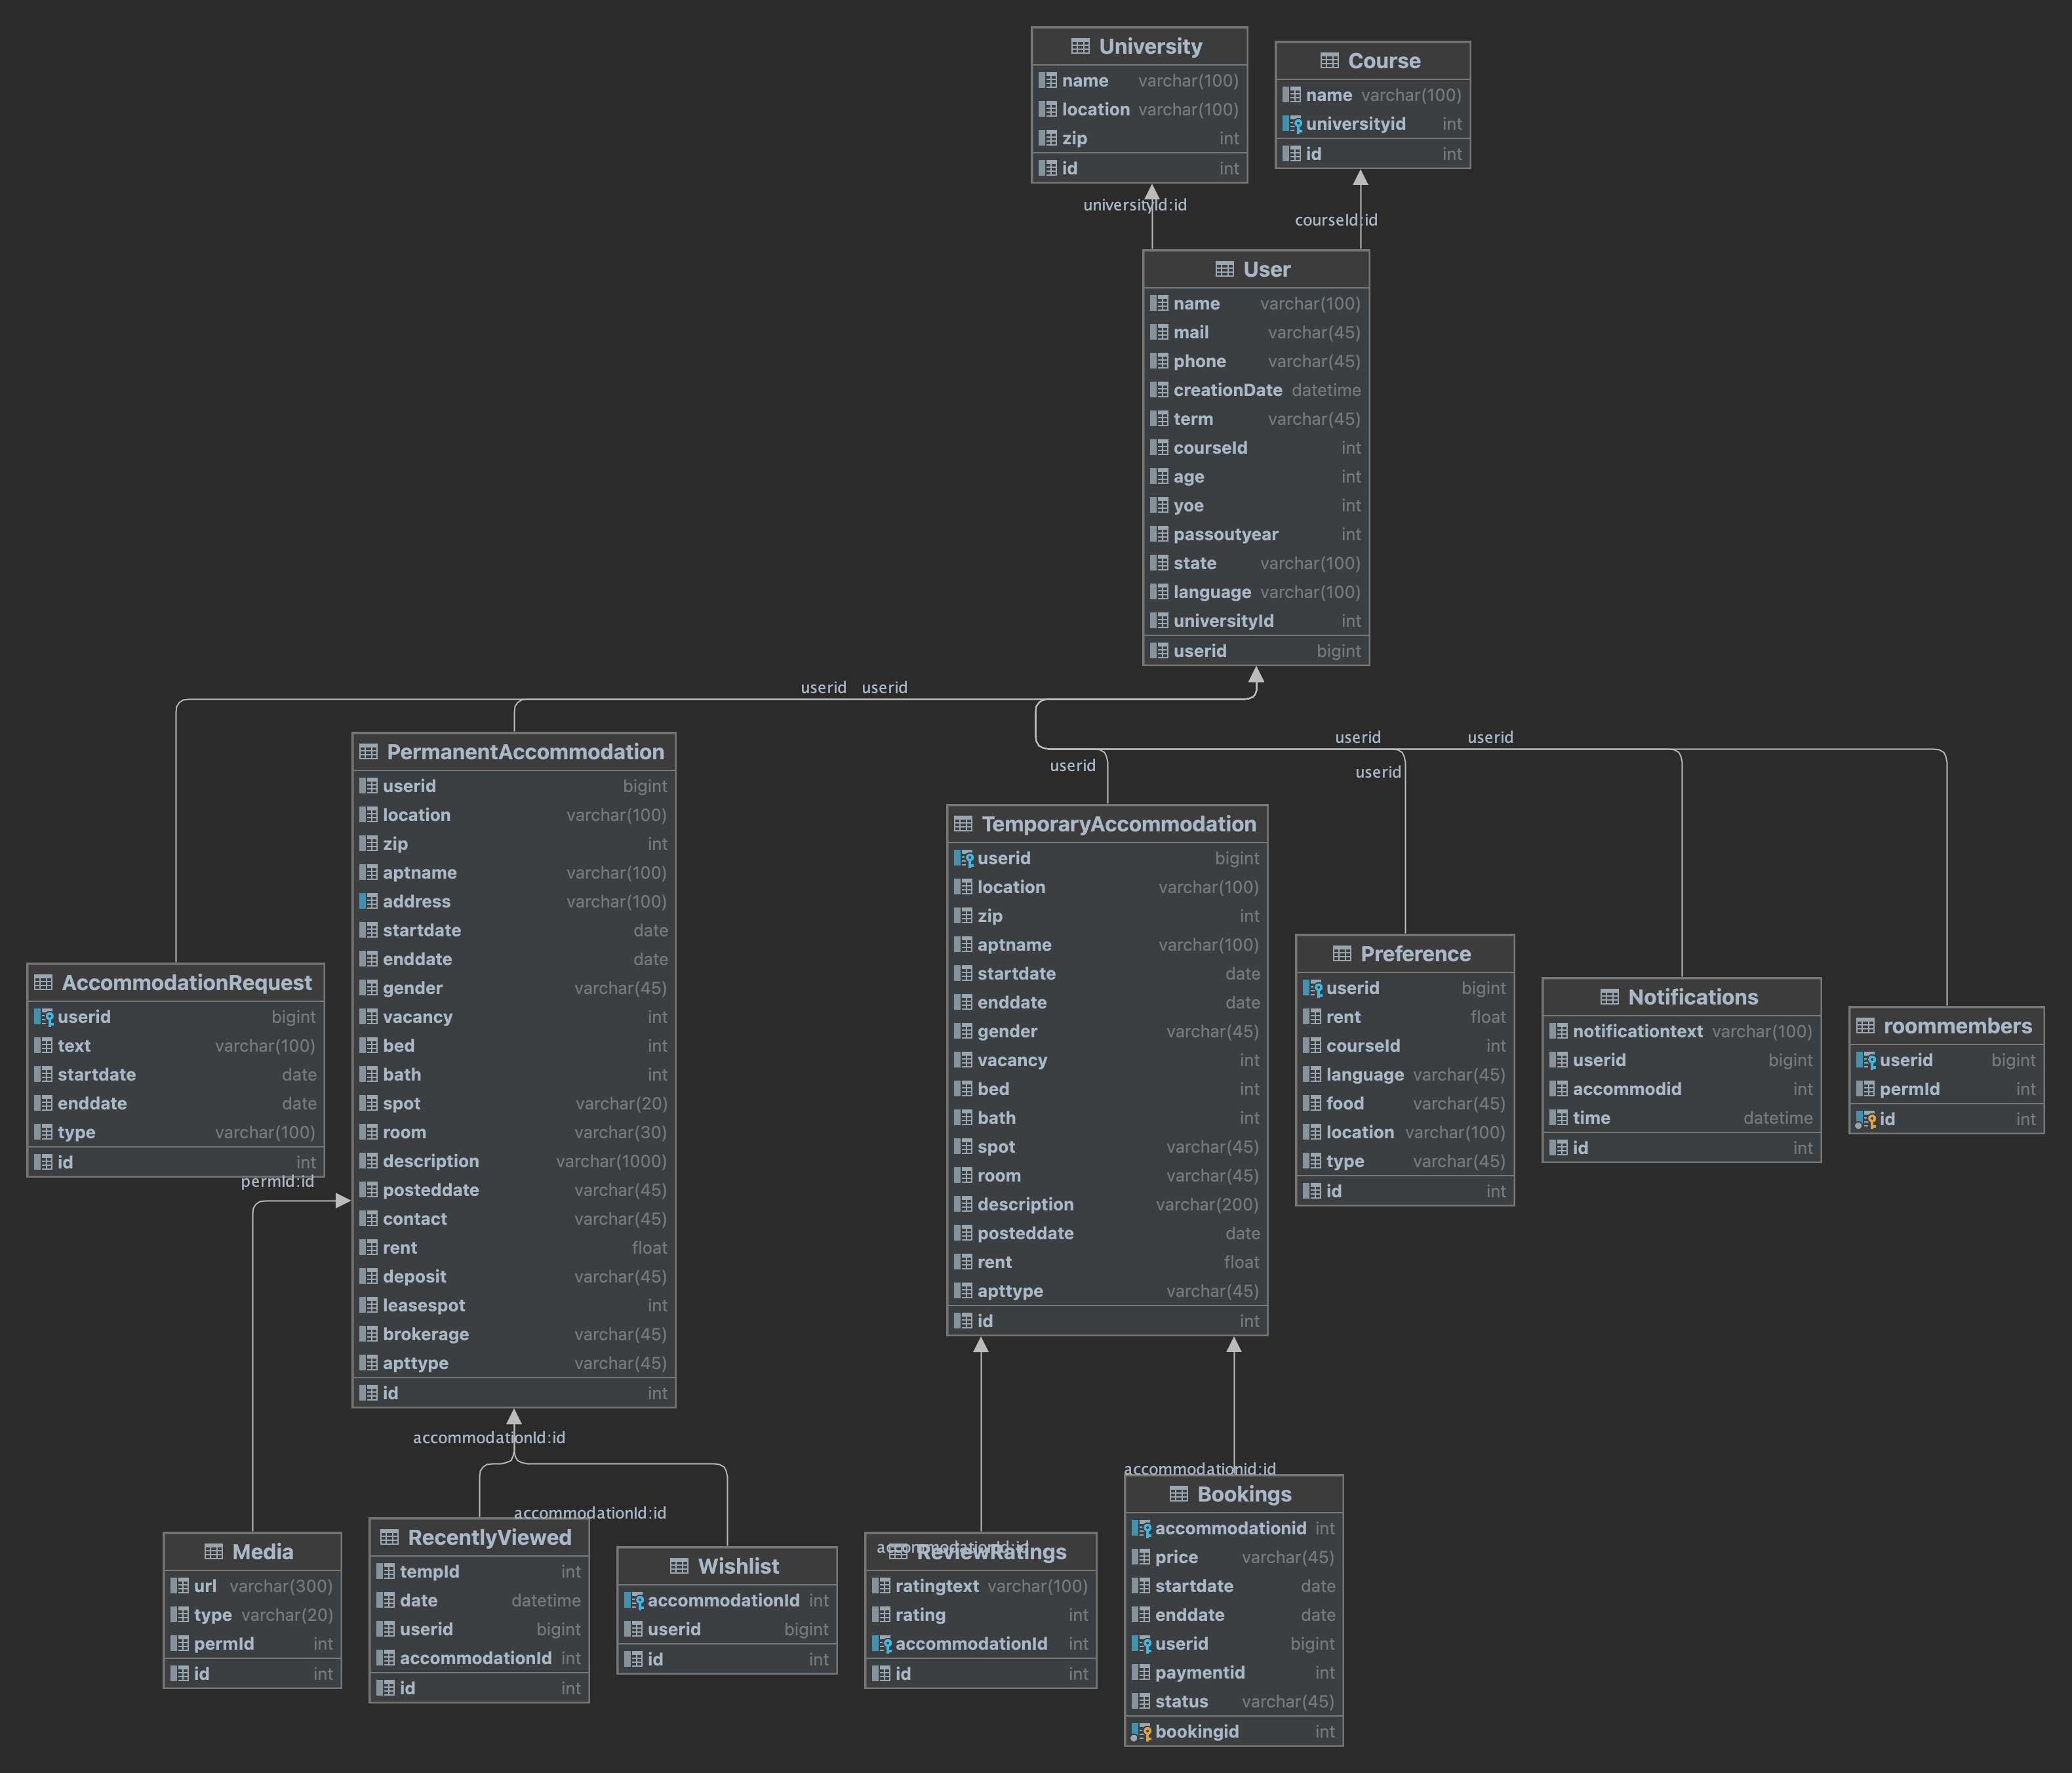 University
name varchar(100)
location varchar(100)
zip int
id int
Course
name varchar(100)
universityid int
id int
universityId:id
courseId:id
User
name varchar(100)
mail varchar(45)
phone varchar(45)
creationDate datetime
term varchar(45)
courseId int
age int
yoe int
passoutyear int
state varchar(100)
language varchar(100)
universityId int
userid bigint
userid userid
userid userid
userid userid
PermanentAccommodation
userid bigint
location varchar(100)
zip int
aptname varchar(100)
address varchar(100)
startdate date
enddate date
gender varchar(45)
vacancy int
bed int
bath int
spot varchar(20)
room varchar(30)
description varchar(1000)
posteddate varchar(45)
contact varchar(45)
rent float
deposit varchar(45)
leasespot int
brokerage varchar(45)
apttype varchar(45)
id int
TemporaryAccommodation
userid bigint
location varchar(100)
zip int
aptname varchar(100)
startdate date
enddate date
gender varchar(45)
vacancy int
bed int
bath int
spot varchar(45)
room varchar(45)
description varchar(200)
posteddate date
rent float
apttype varchar(45)
id int
Preference
userid bigint
rent float
courseId int
language varchar(45)
food varchar(45)
location varchar(100)
type varchar(45)
id int
AccommodationRequest
userid bigint
text varchar(100)
startdate date
enddate date
type varchar(100)
id int
Notifications
notificationtext varchar(100)
userid bigint
accommodid int
time datetime
id int
roommembers
userid bigint
permId int
id int
permId:id
accommodationId:id
accommodationId:id
accommodationid:id
accommodationId:id
Media
url varchar(300)
type varchar(20)
permId int
id int
RecentlyViewed
tempId int
date datetime
userid bigint
accommodationId int
id int
Wishlist
accommodationId int
userid bigint
id int
ReviewRatings
ratingtext varchar(100)
rating int
accommodationId int
id int
Bookings
accommodationid int
price varchar(45)
startdate date
enddate date
userid bigint
paymentid int
status varchar(45)
bookingid int